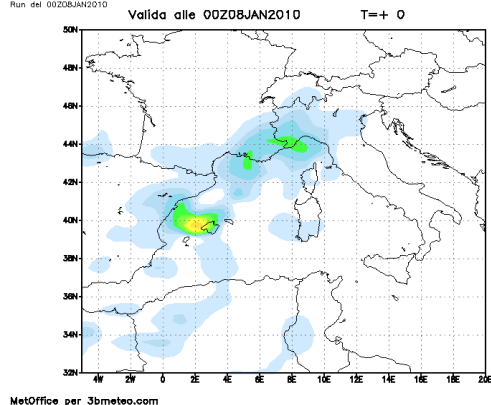 Run del 00Z08JAN2010
Valida alle 00Z08JAN2010 T=+ 0
50N
48N
46N
44N
42N
40N
38N
36N
34N
32N
4W 2W 0 2E 4E 6E 8E 10E 12E 14E 16E 18E 20E
MetOffice per 3bmeteo.com